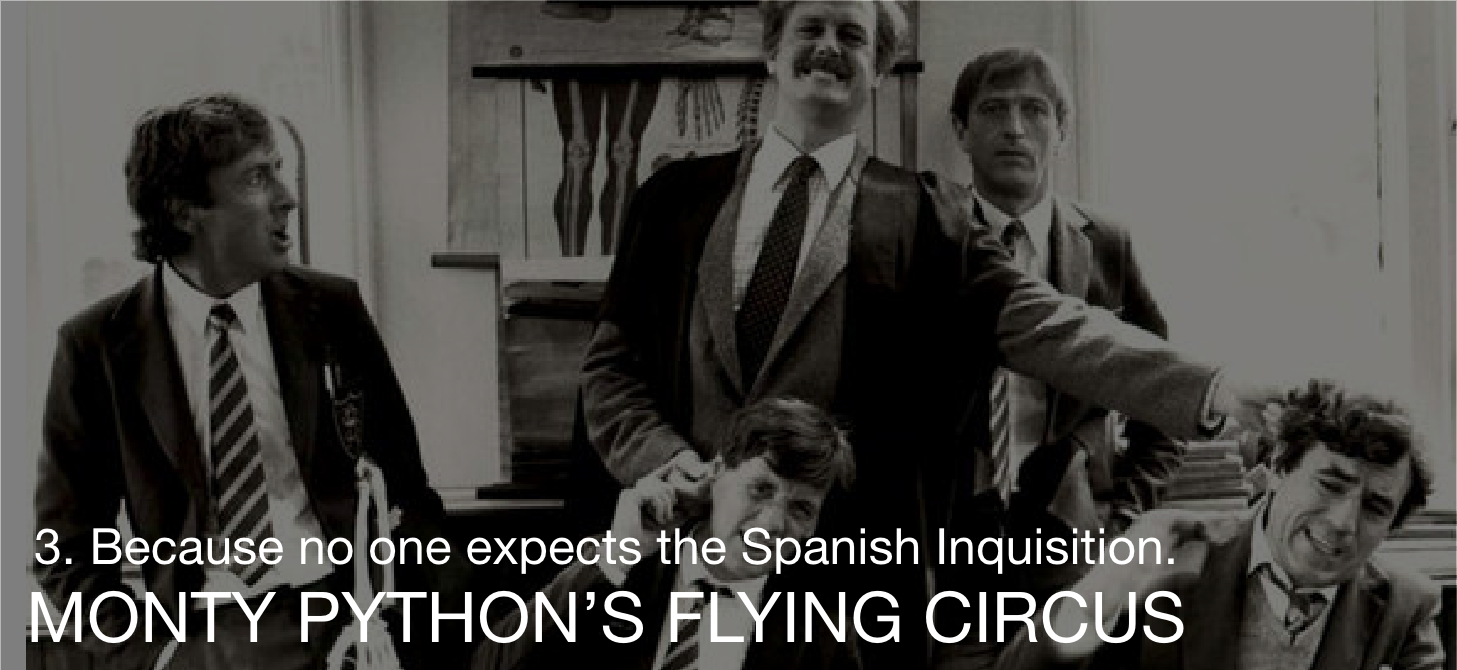 3. Because no one expects the Spanish Inquisition.
MONTY PYTHON’S FLYING CIRCUS